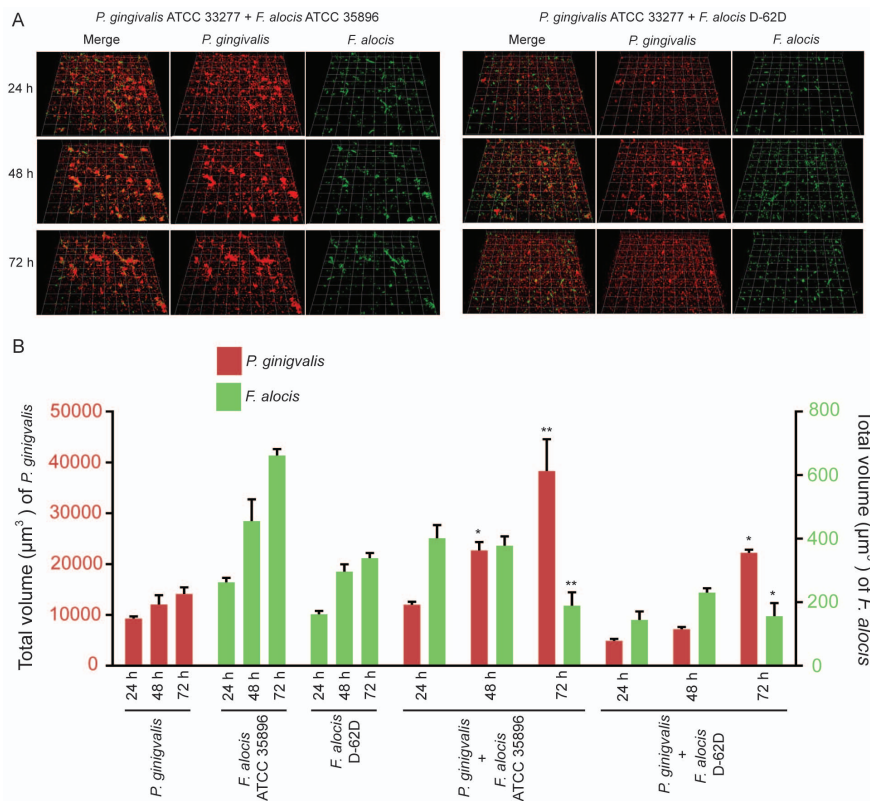 A
P. gingivalis ATCC 33277 + F. alocis ATCC 35896
P. gingivalis ATCC 33277 + F. alocis D-62D
Merge P. gingivalis F. alocis
Merge P. gingivalis F. alocis
24 h
48 h
72 h
B
P. ginigvalis
F. alocis
Total volume (µm³ ) of P. ginigvalis
50000
40000
30000
20000
10000
0
*
**
**
*
*
800
600
400
200
0
Total volume (µm³ ) of F. alocis
24 h 48 h 72 h
24 h 48 h 72 h
24 h 48 h 72 h
24 h 48 h 72 h
24 h 48 h 72 h
P. gingivalis
F. alocis
ATCC 35896
F. alocis
D-62D
P. gingivalis
+
F. alocis
ATCC 35896
P. gingivalis
+
F. alocis
D-62D